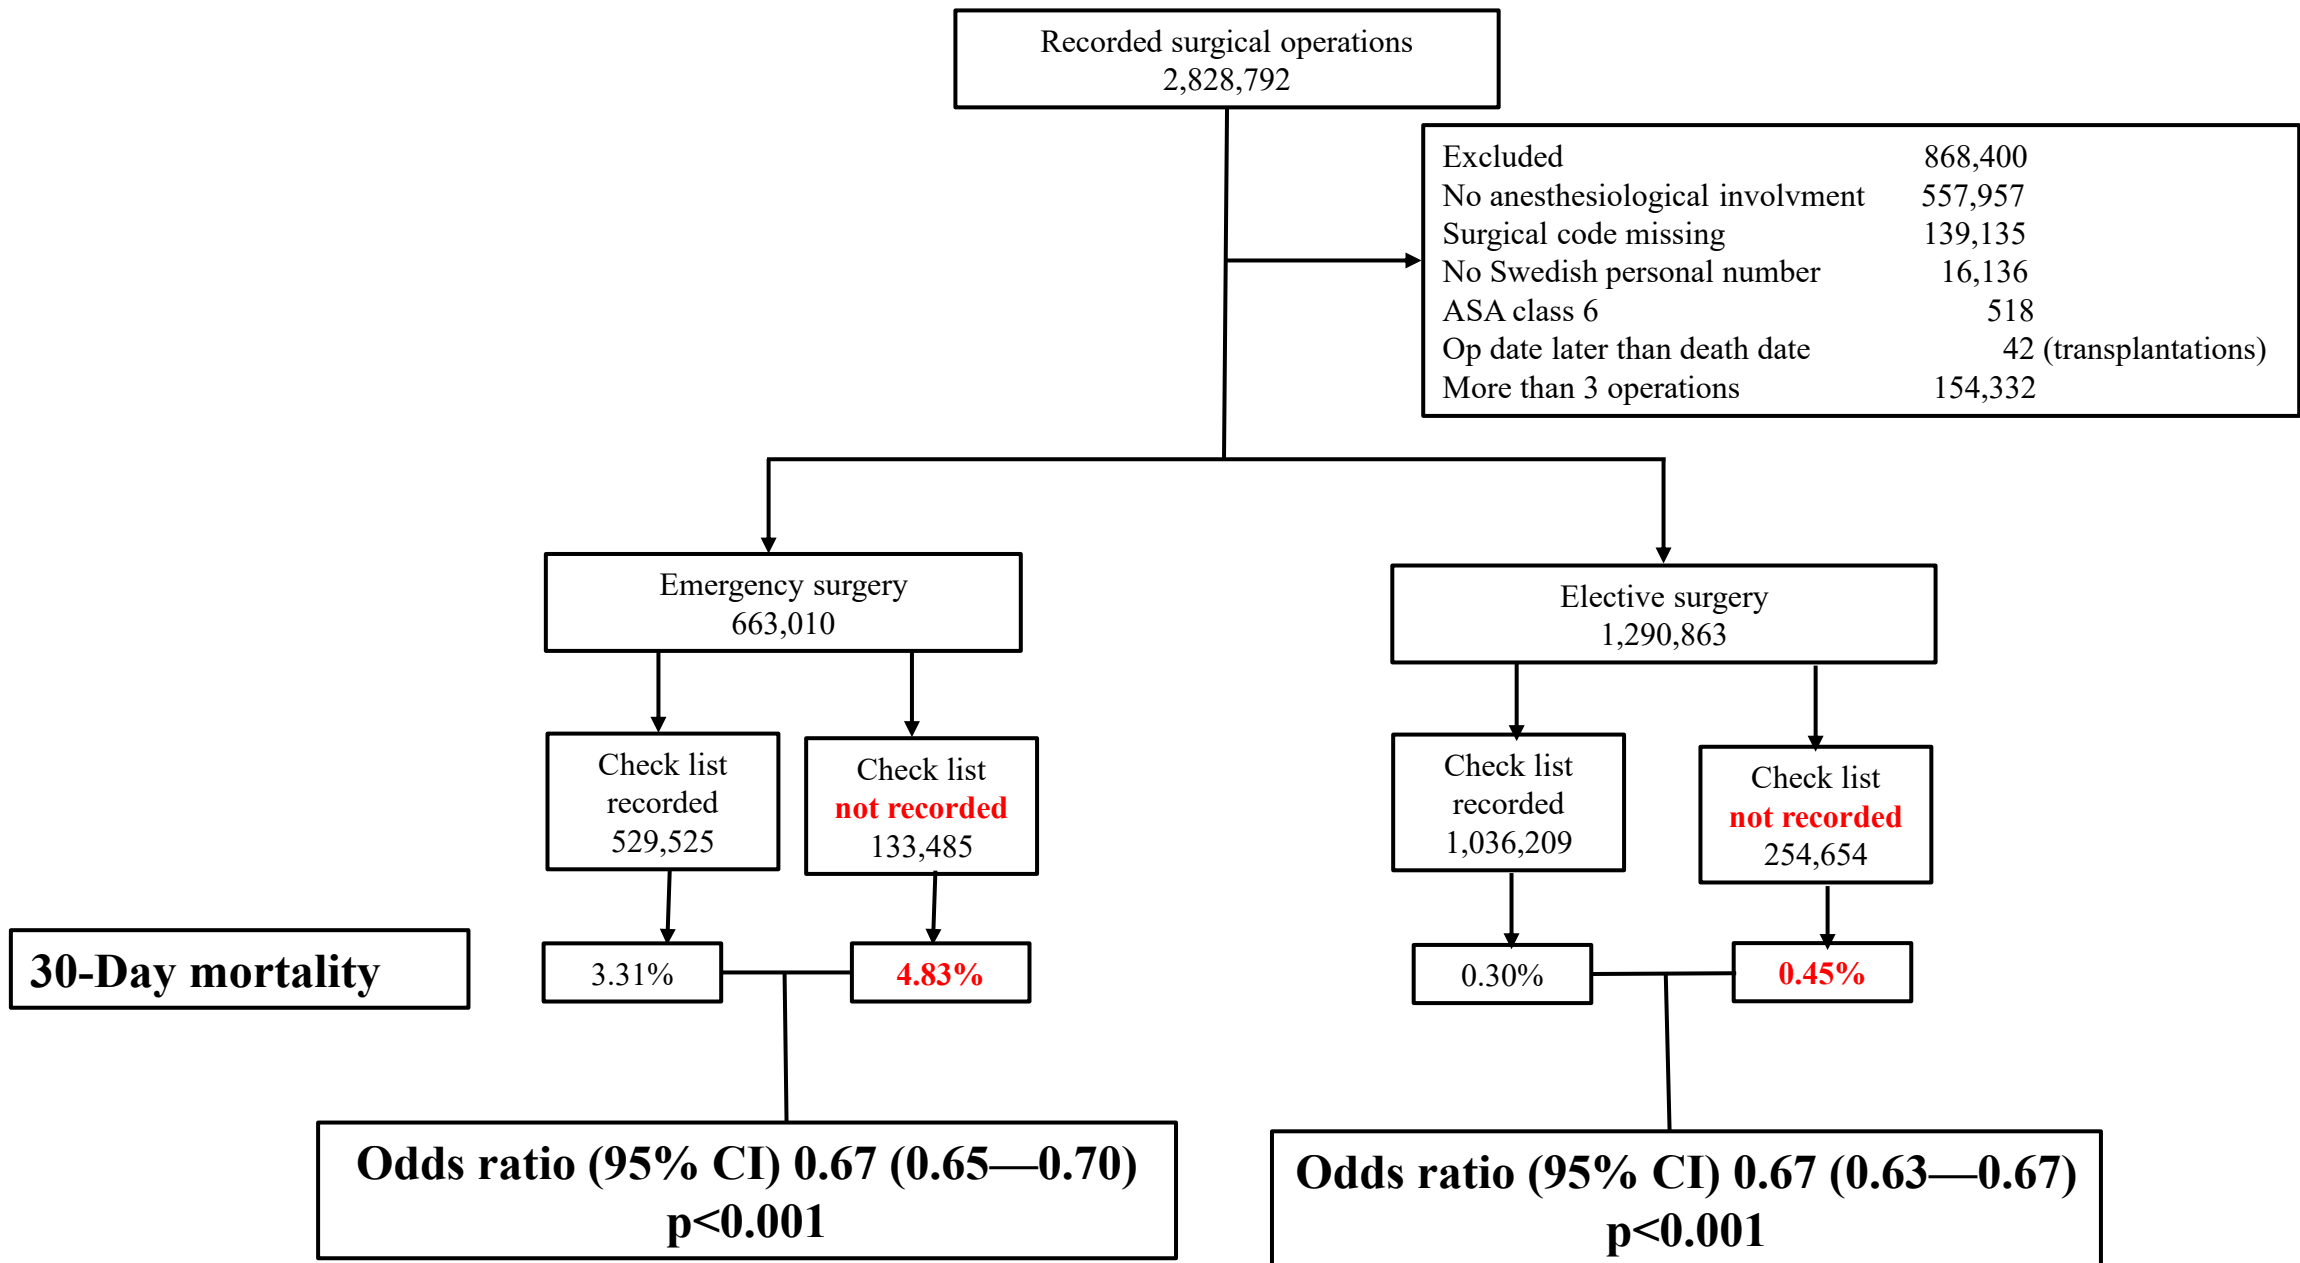 Recorded surgical operations
2,828,792
Excluded 868,400
No anesthesiological involvment 557,957
Surgical code missing 139,135
No Swedish personal number 16,136
ASA class 6 518
Op date later than death date 42 (transplantations)
More than 3 operations 154,332
Emergency surgery
663,010
Elective surgery
1,290,863
Check list
recorded
529,525
Check list
not recorded
133,485
Check list
recorded
1,036,209
Check list
not recorded
254,654
30-Day mortality
3.31%
4.83%
0.30%
0.45%
Odds ratio (95% CI) 0.67 (0.65—0.70)
p<0.001
Odds ratio (95% CI) 0.67 (0.63—0.67)
p<0.001